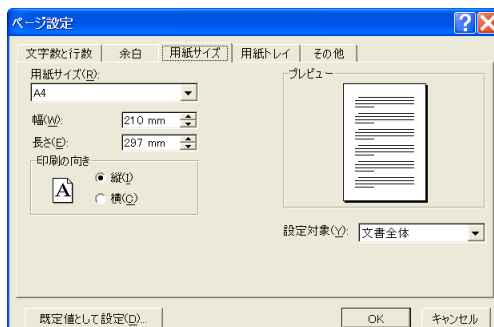 ページ設定
文字数と行数 余白 用紙サイズ 用紙トレイ その他
用紙サイズ(R):
A4
幅(W): 210 mm
長さ(E): 297 mm
印刷の向き
A
縦(I)
横(C)
プレビュー
設定対象(Y): 文書全体
既定値として設定(D)... OK キャンセル